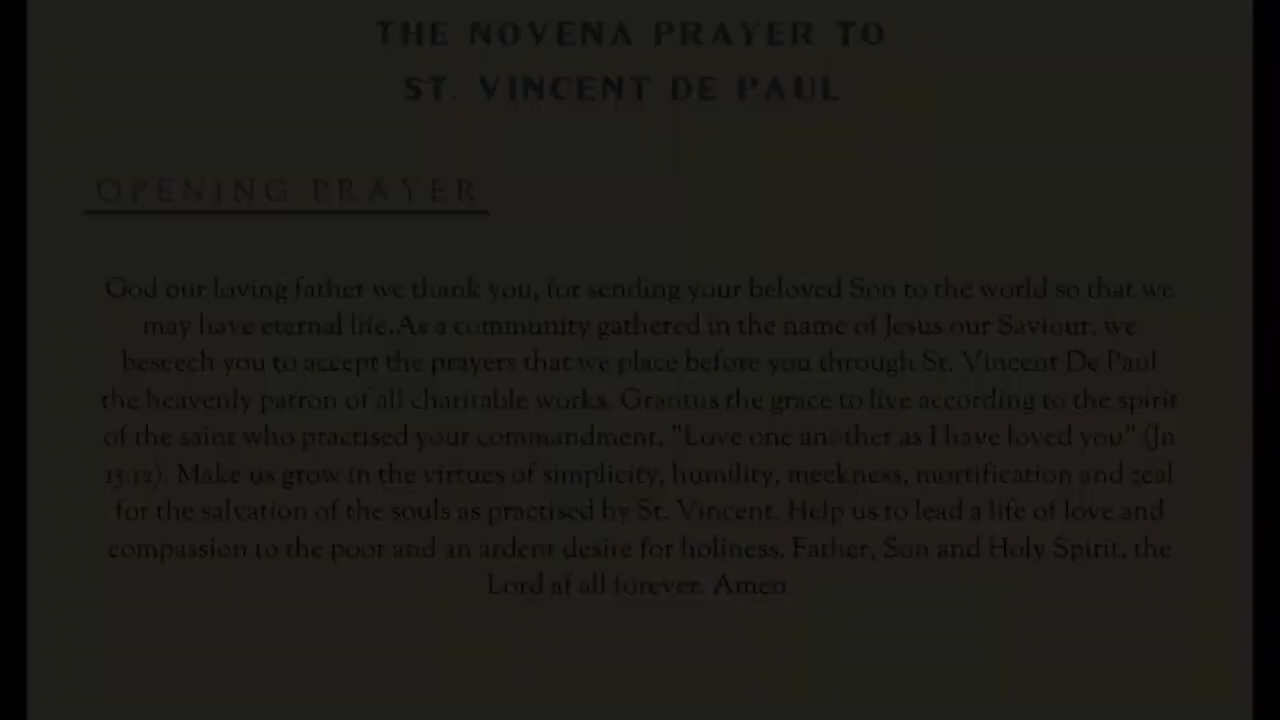 THE NOVENA PRAYER TO
ST. VINCENT DE PAUL
OPENING PRAYER
God our loving father we thank you, for sending your beloved Son to the world so that we
may have eternal life.As a community gathered in the name of Jesus our Saviour, we
beseech you to accept the prayers that we place before you through St. Vincent De Paul
the heavenly patron of all charitable works. Grantus the grace to live according to the spirit
of the saint who practised your commandment, "Love one another as I have loved you" (Jn
15:12). Make us grow in the virtues of simplicity, humility, meekness, mortification and zeal
for the salvation of the souls as practised by St. Vincent. Help us to lead a life of love and
compassion to the poor and an ardent desire for holiness. Father, Son and Holy Spirit, the
Lord of all forever. Amen